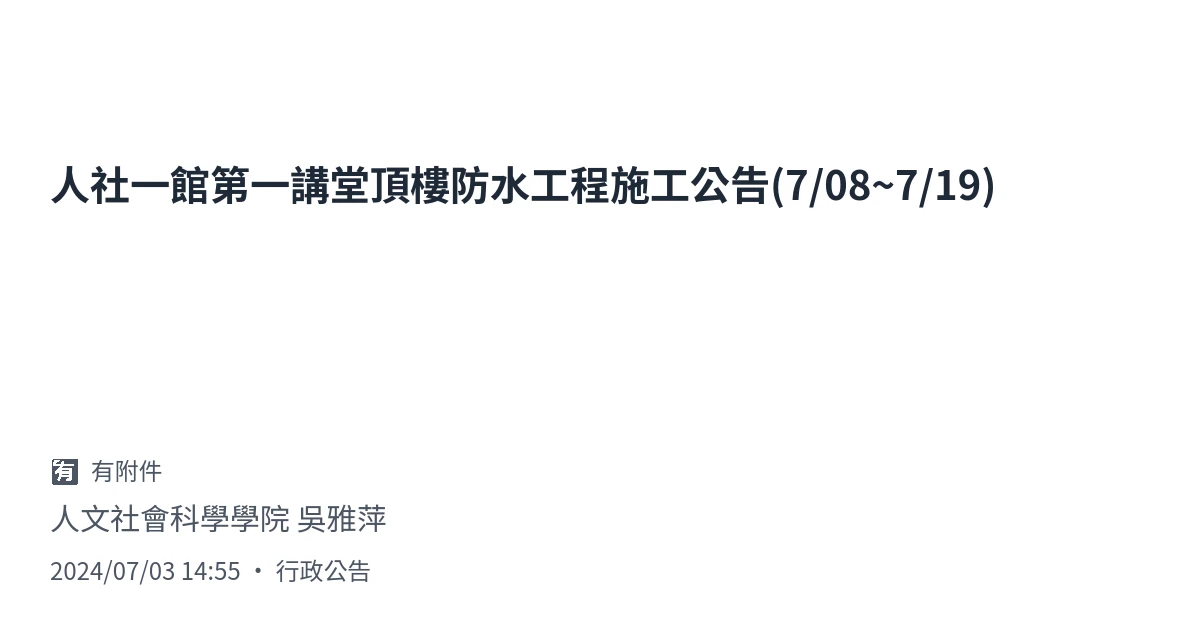 人社一館第一講堂頂樓防水工程施工公告(7/08~7/19)
🈶 有附件
人文社會科學學院 吳雅萍
2024/07/03 14:55 • 行政公告